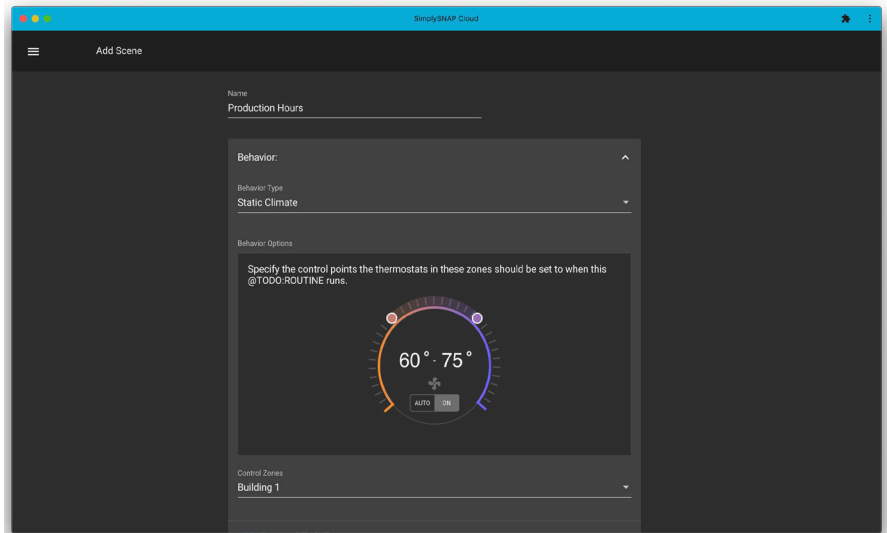 SimplySNAP Cloud
Add Scene
Name
Production Hours
Behavior:
Behavior Type
Static Climate
Behavior Options
Specify the control points the thermostats in these zones should be set to when this
@TODO:ROUTINE runs.
60° - 75°
AUTO ON
Control Zones
Building 1